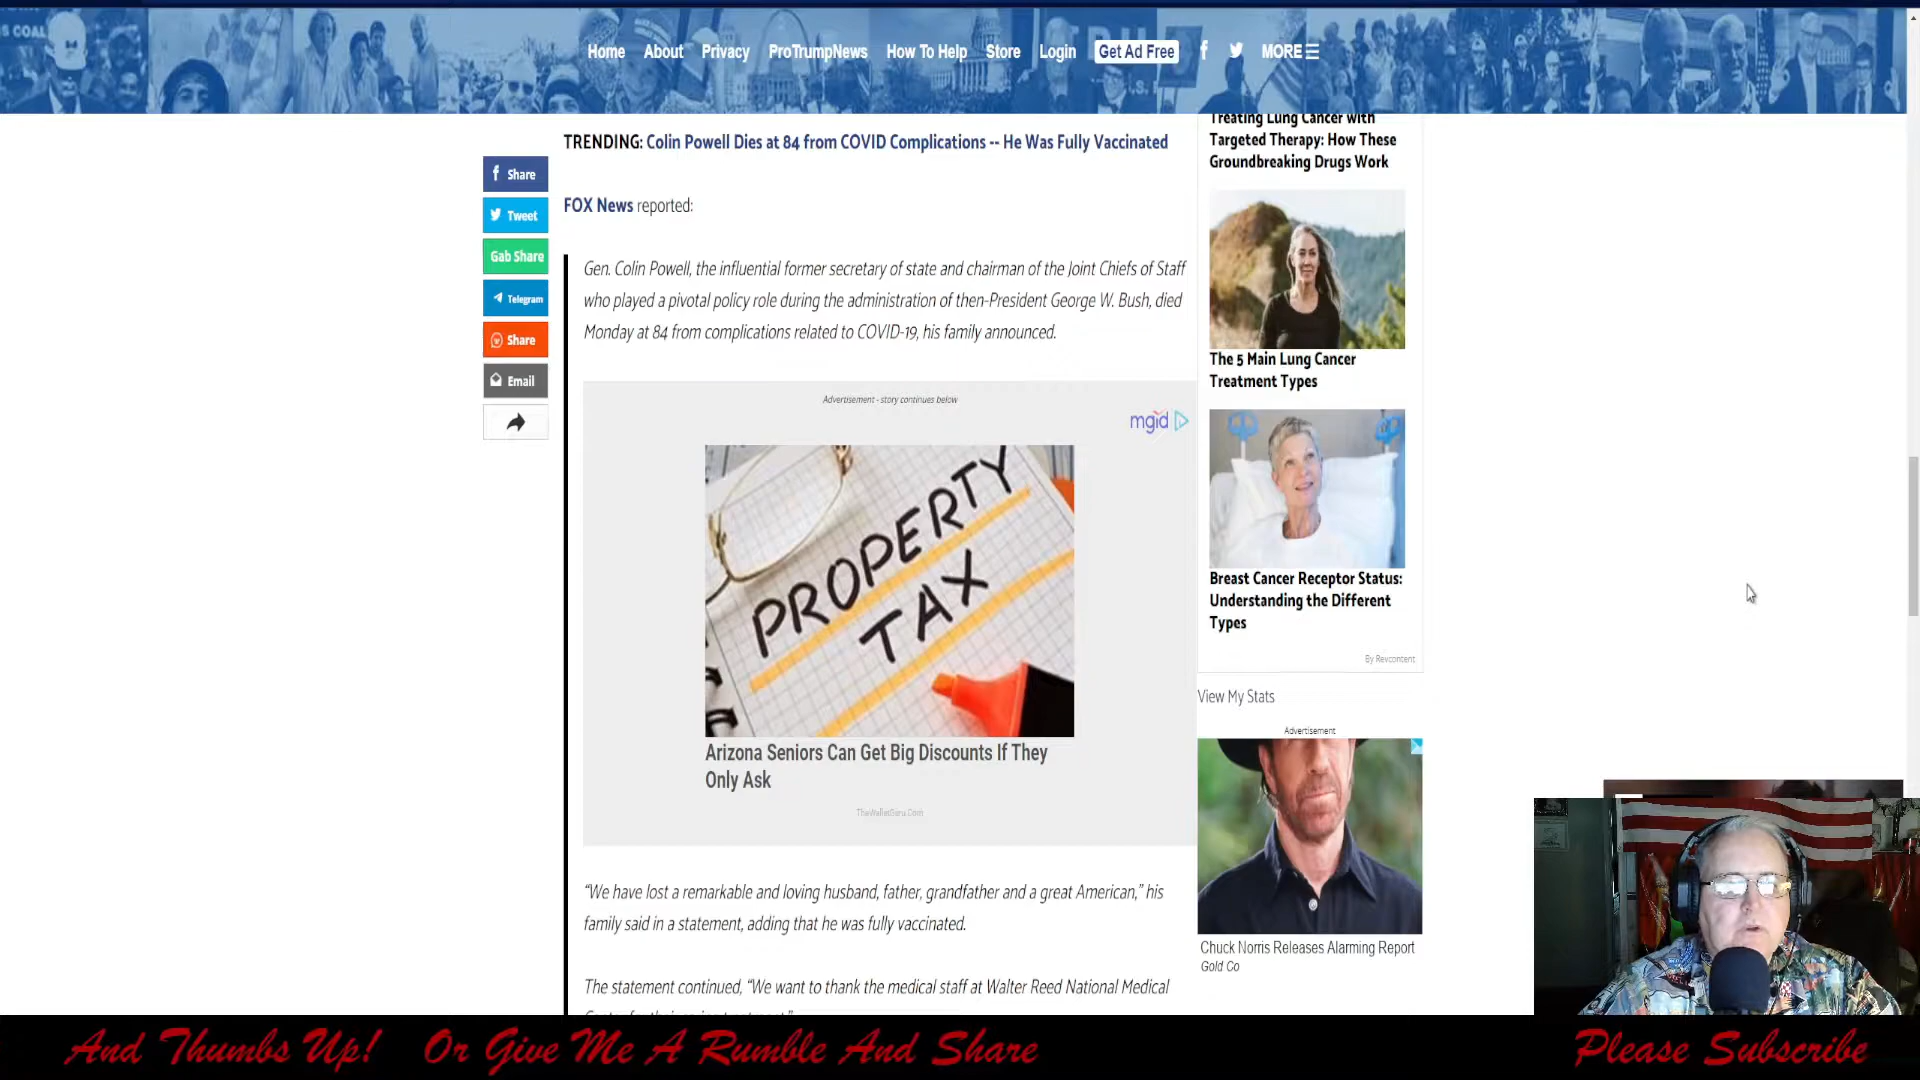 S COAL
Home About Privacy ProTrumpNews How To Help Store Login Get Ad Free MORE
TRENDING: Colin Powell Dies at 84 from COVID Complications -- He Was Fully Vaccinated
Share
Tweet
Gab Share
Telegram
Share
Email
FOX News reported:
Gen. Colin Powell, the influential former secretary of state and chairman of the Joint Chiefs of Staff
who played a pivotal policy role during the administration of then-President George W. Bush, died
Monday at 84 from complications related to COVID-19, his family announced.
Advertisement - story continues below
mgid
PROPERTY
TAX
Arizona Seniors Can Get Big Discounts If They
Only Ask
TheWalletGuru.Com
“We have lost a remarkable and loving husband, father, grandfather and a great American,” his
family said in a statement, adding that he was fully vaccinated.
The statement continued, “We want to thank the medical staff at Walter Reed National Medical
Treating Lung Cancer with
Targeted Therapy: How These
Groundbreaking Drugs Work
The 5 Main Lung Cancer
Treatment Types
Breast Cancer Receptor Status:
Understanding the Different
Types
By Revcontent
View My Stats
Advertisement
Chuck Norris Releases Alarming Report
Gold Co
And Thumbs Up! Or Give Me A Rumble And Share Please Subscribe